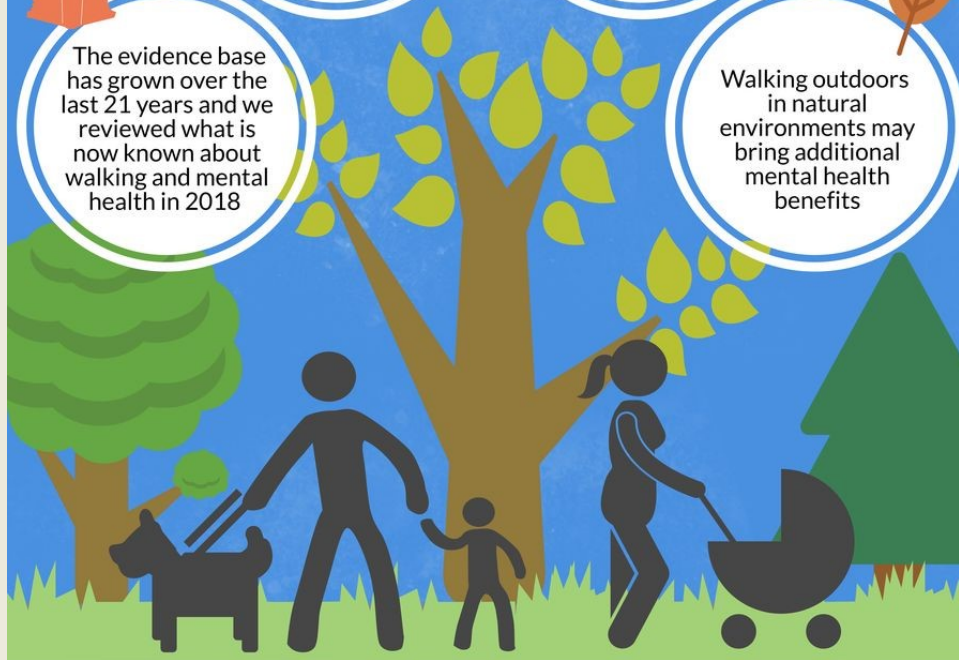 The evidence base
has grown over the
last 21 years and we
reviewed what is
now known about
walking and mental
health in 2018
Walking outdoors
in natural
environments may
bring additional
mental health
benefits